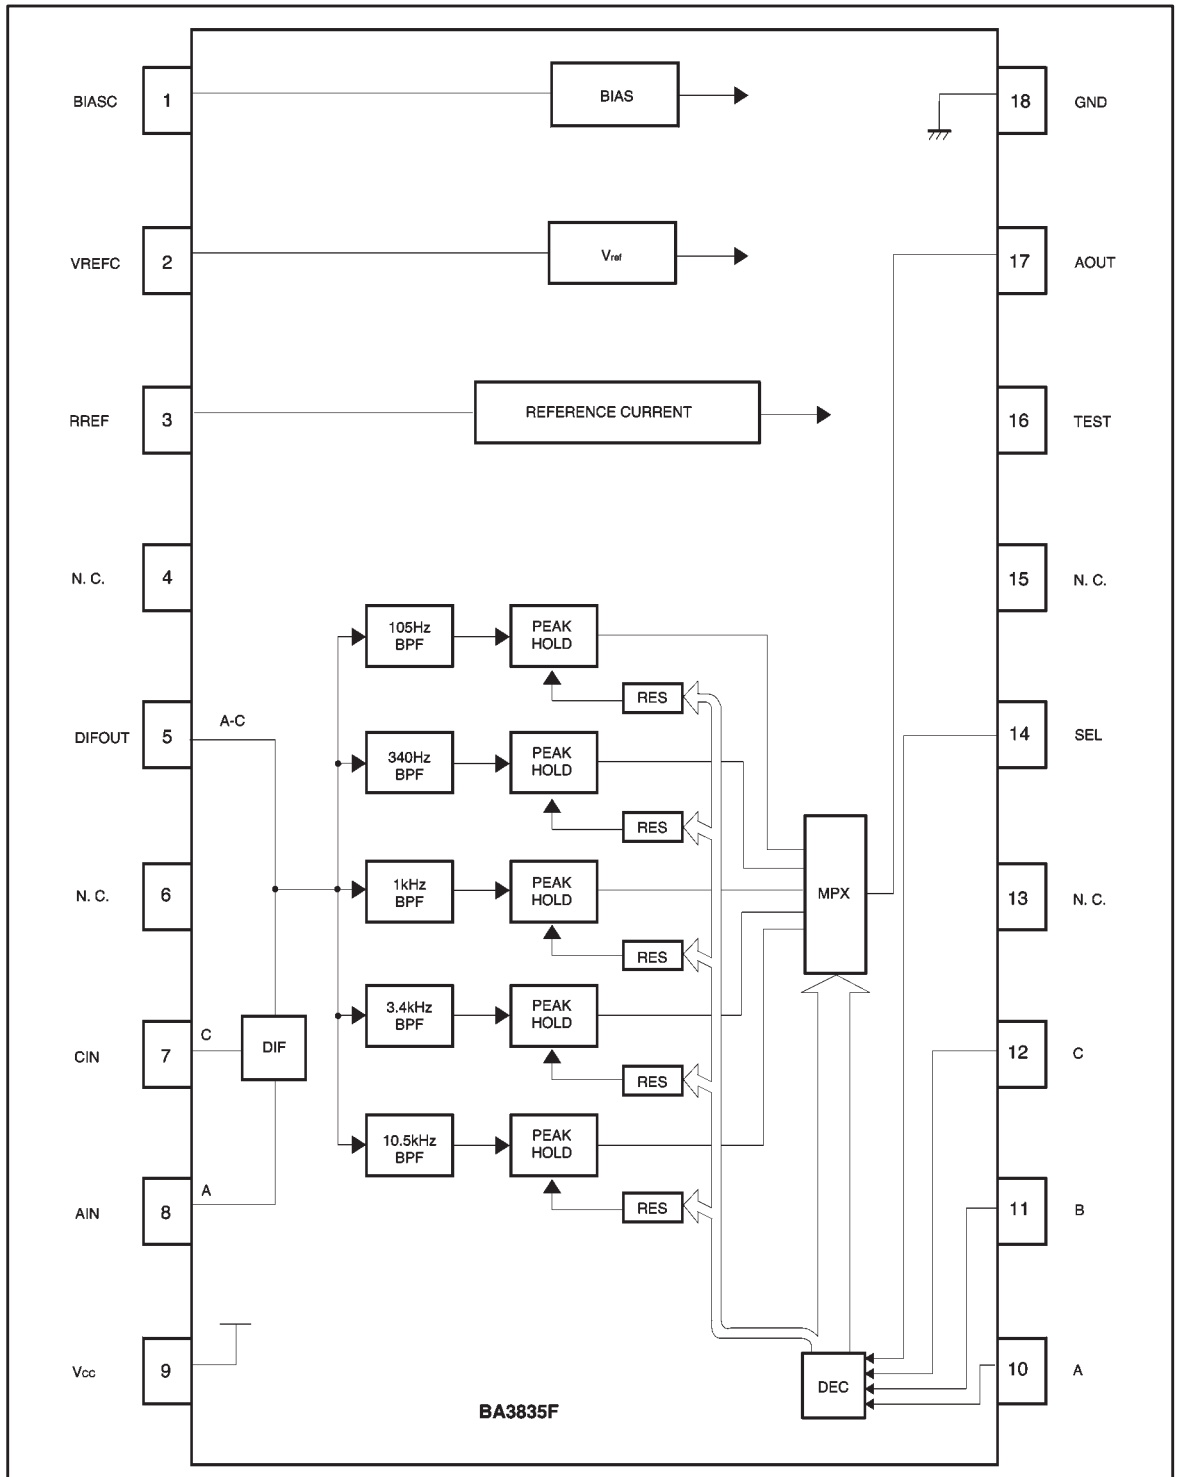 BIASC 1 BIAS 18 GND
VREFC 2 Vref 17 AOUT
RREF 3 REFERENCE CURRENT 16 TEST
N. C. 4 15 N. C.
105Hz
BPF
PEAK
HOLD
RES
DIFOUT 5 A-C 14 SEL
340Hz
BPF
PEAK
HOLD
RES
N. C. 6 13 N. C.
1kHz
BPF
PEAK
HOLD
MPX
RES
3.4kHz
BPF
PEAK
HOLD
CIN 7 C DIF 12 C
RES
10.5kHz
BPF
PEAK
HOLD
AIN 8 A RES 11 B
Vcc 9 DEC 10 A
BA3835F